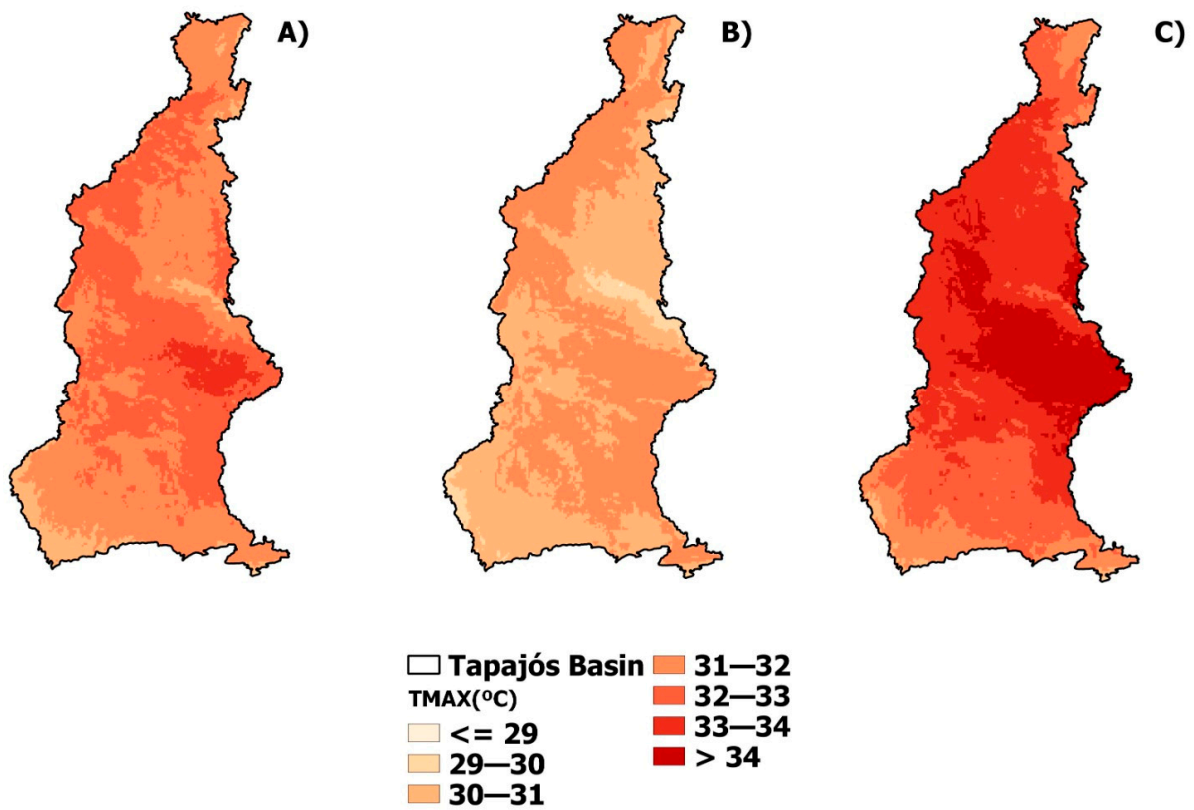 A)
B)
C)
Tapajós Basin
TMAX(ºC)
<= 29
29—30
30—31
31—32
32—33
33—34
> 34